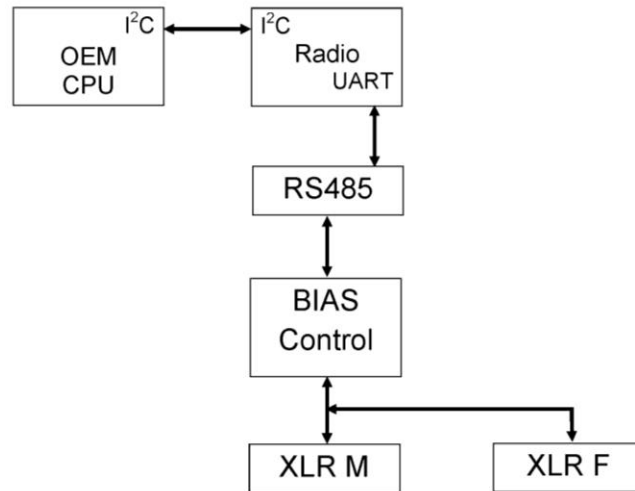 I²C
OEM
CPU
I²C
Radio
UART
RS485
BIAS
Control
XLR M
XLR F